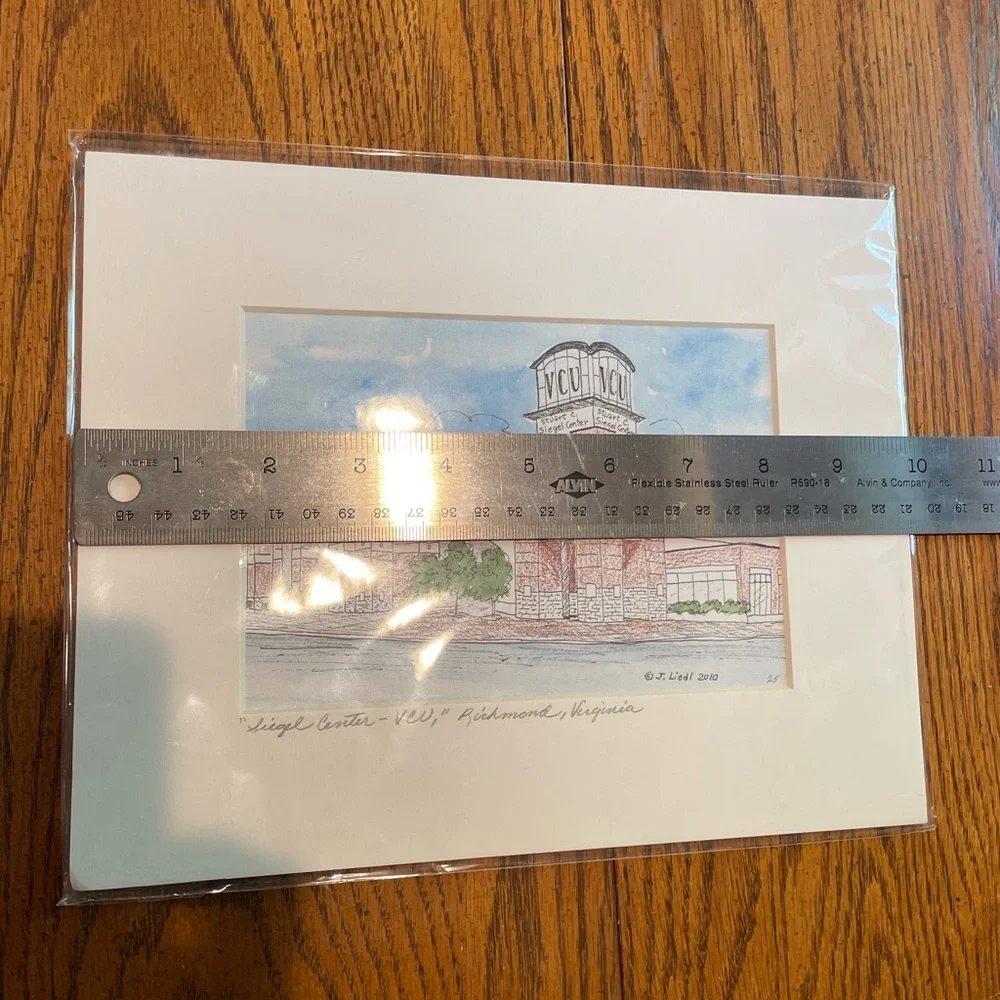 VCU VCU
Stuart C. Stuart C.
Siegel Center Siegel Center
INCHES 1 2 3 4 5 6 7 8 9 10 11
ALVIN Flexible Stainless Steel Ruler R590-18 Alvin & Company, Inc. www
45 44 43 42 41 40 39 38 37 36 35 34 33 32 31 30 29 28 27 26 25 24 23 22 21 20 19 18
© J. Liedl 2010 25
"Siegel Center - VCU," Richmond, Virginia